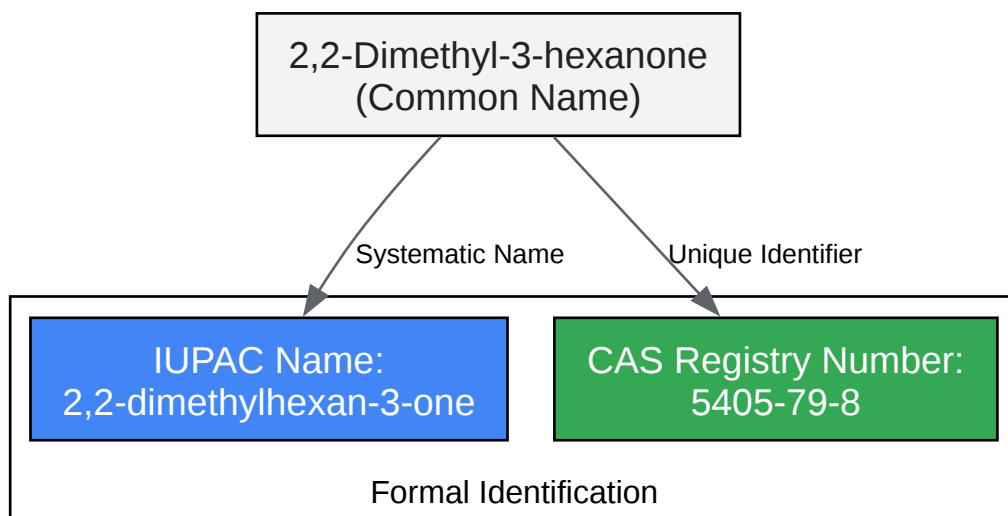 2,2-Dimethyl-3-hexanone
(Common Name)
Systematic Name
Unique Identifier
IUPAC Name:
2,2-dimethylhexan-3-one
CAS Registry Number:
5405-79-8
Formal Identification